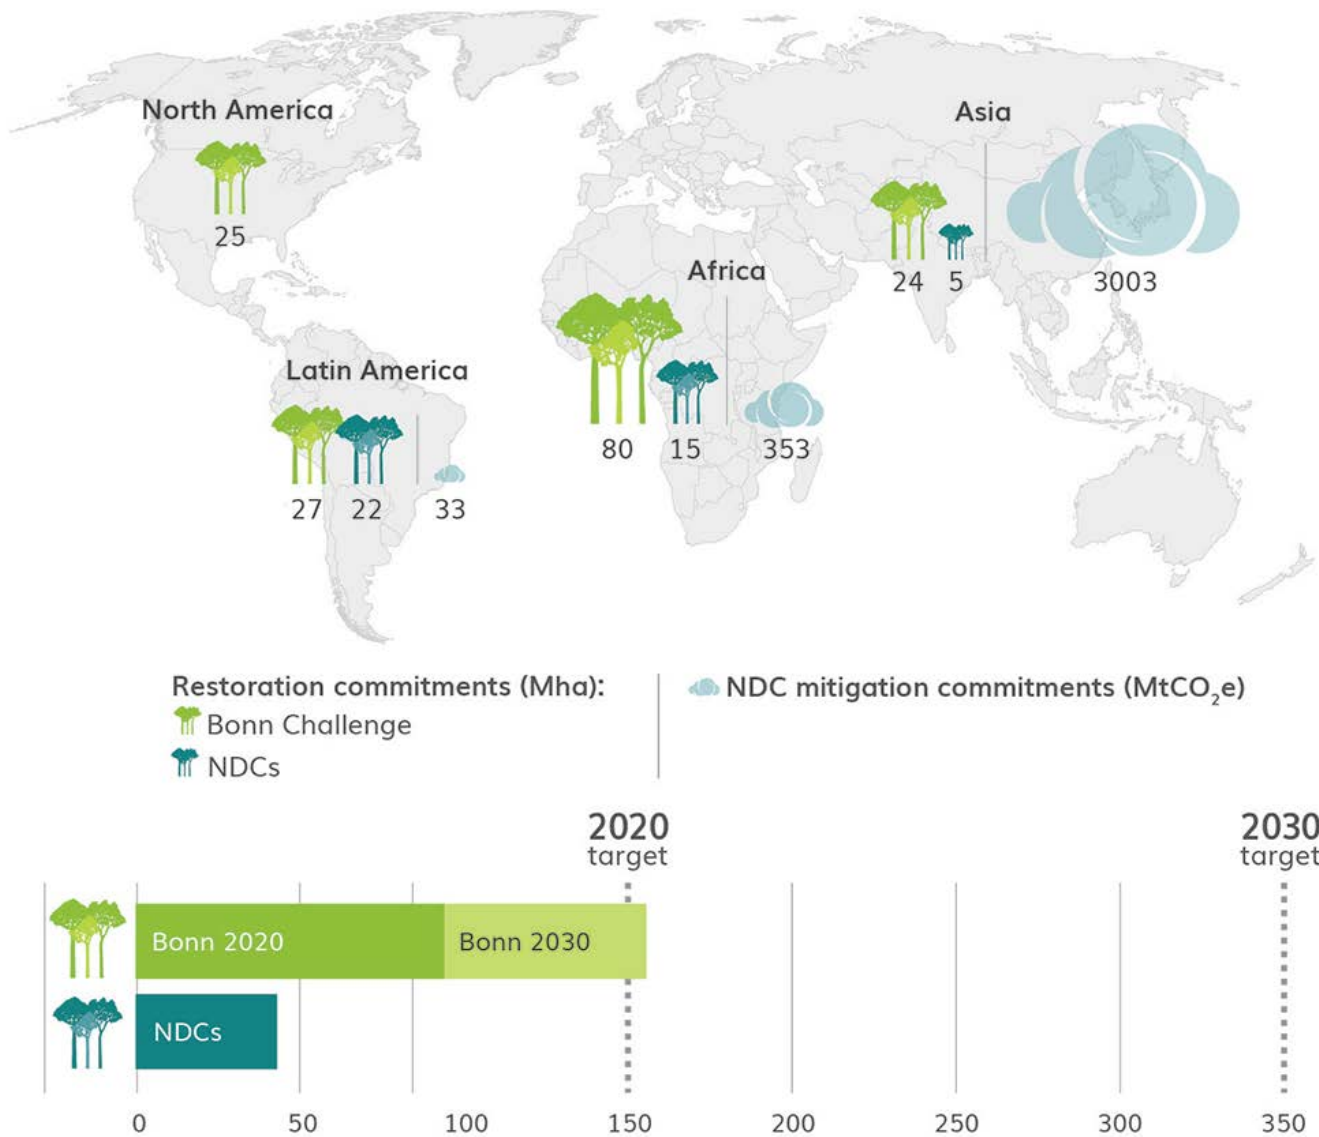 North America
25
Asia
24 5
3003
Africa
80 15 353
Latin America
27 22 33
Restoration commitments (Mha):
Bonn Challenge
NDCs
NDC mitigation commitments (MtCO₂e)
2020
target
2030
target
Bonn 2020
Bonn 2030
NDCs
0 50 100 150 200 250 300 350